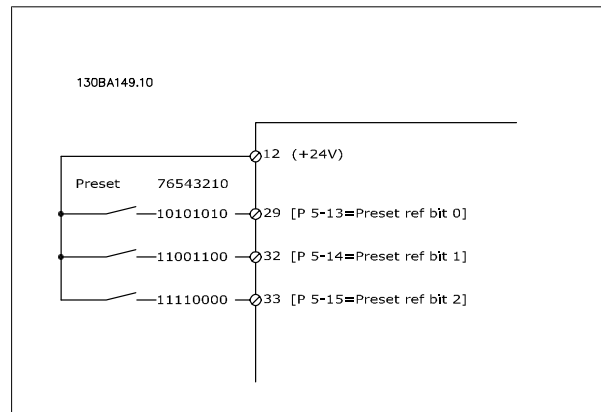 130BA149.10
12 (+24V)
Preset 76543210
10101010 29 [P 5-13=Preset ref bit 0]
11001100 32 [P 5-14=Preset ref bit 1]
11110000 33 [P 5-15=Preset ref bit 2]